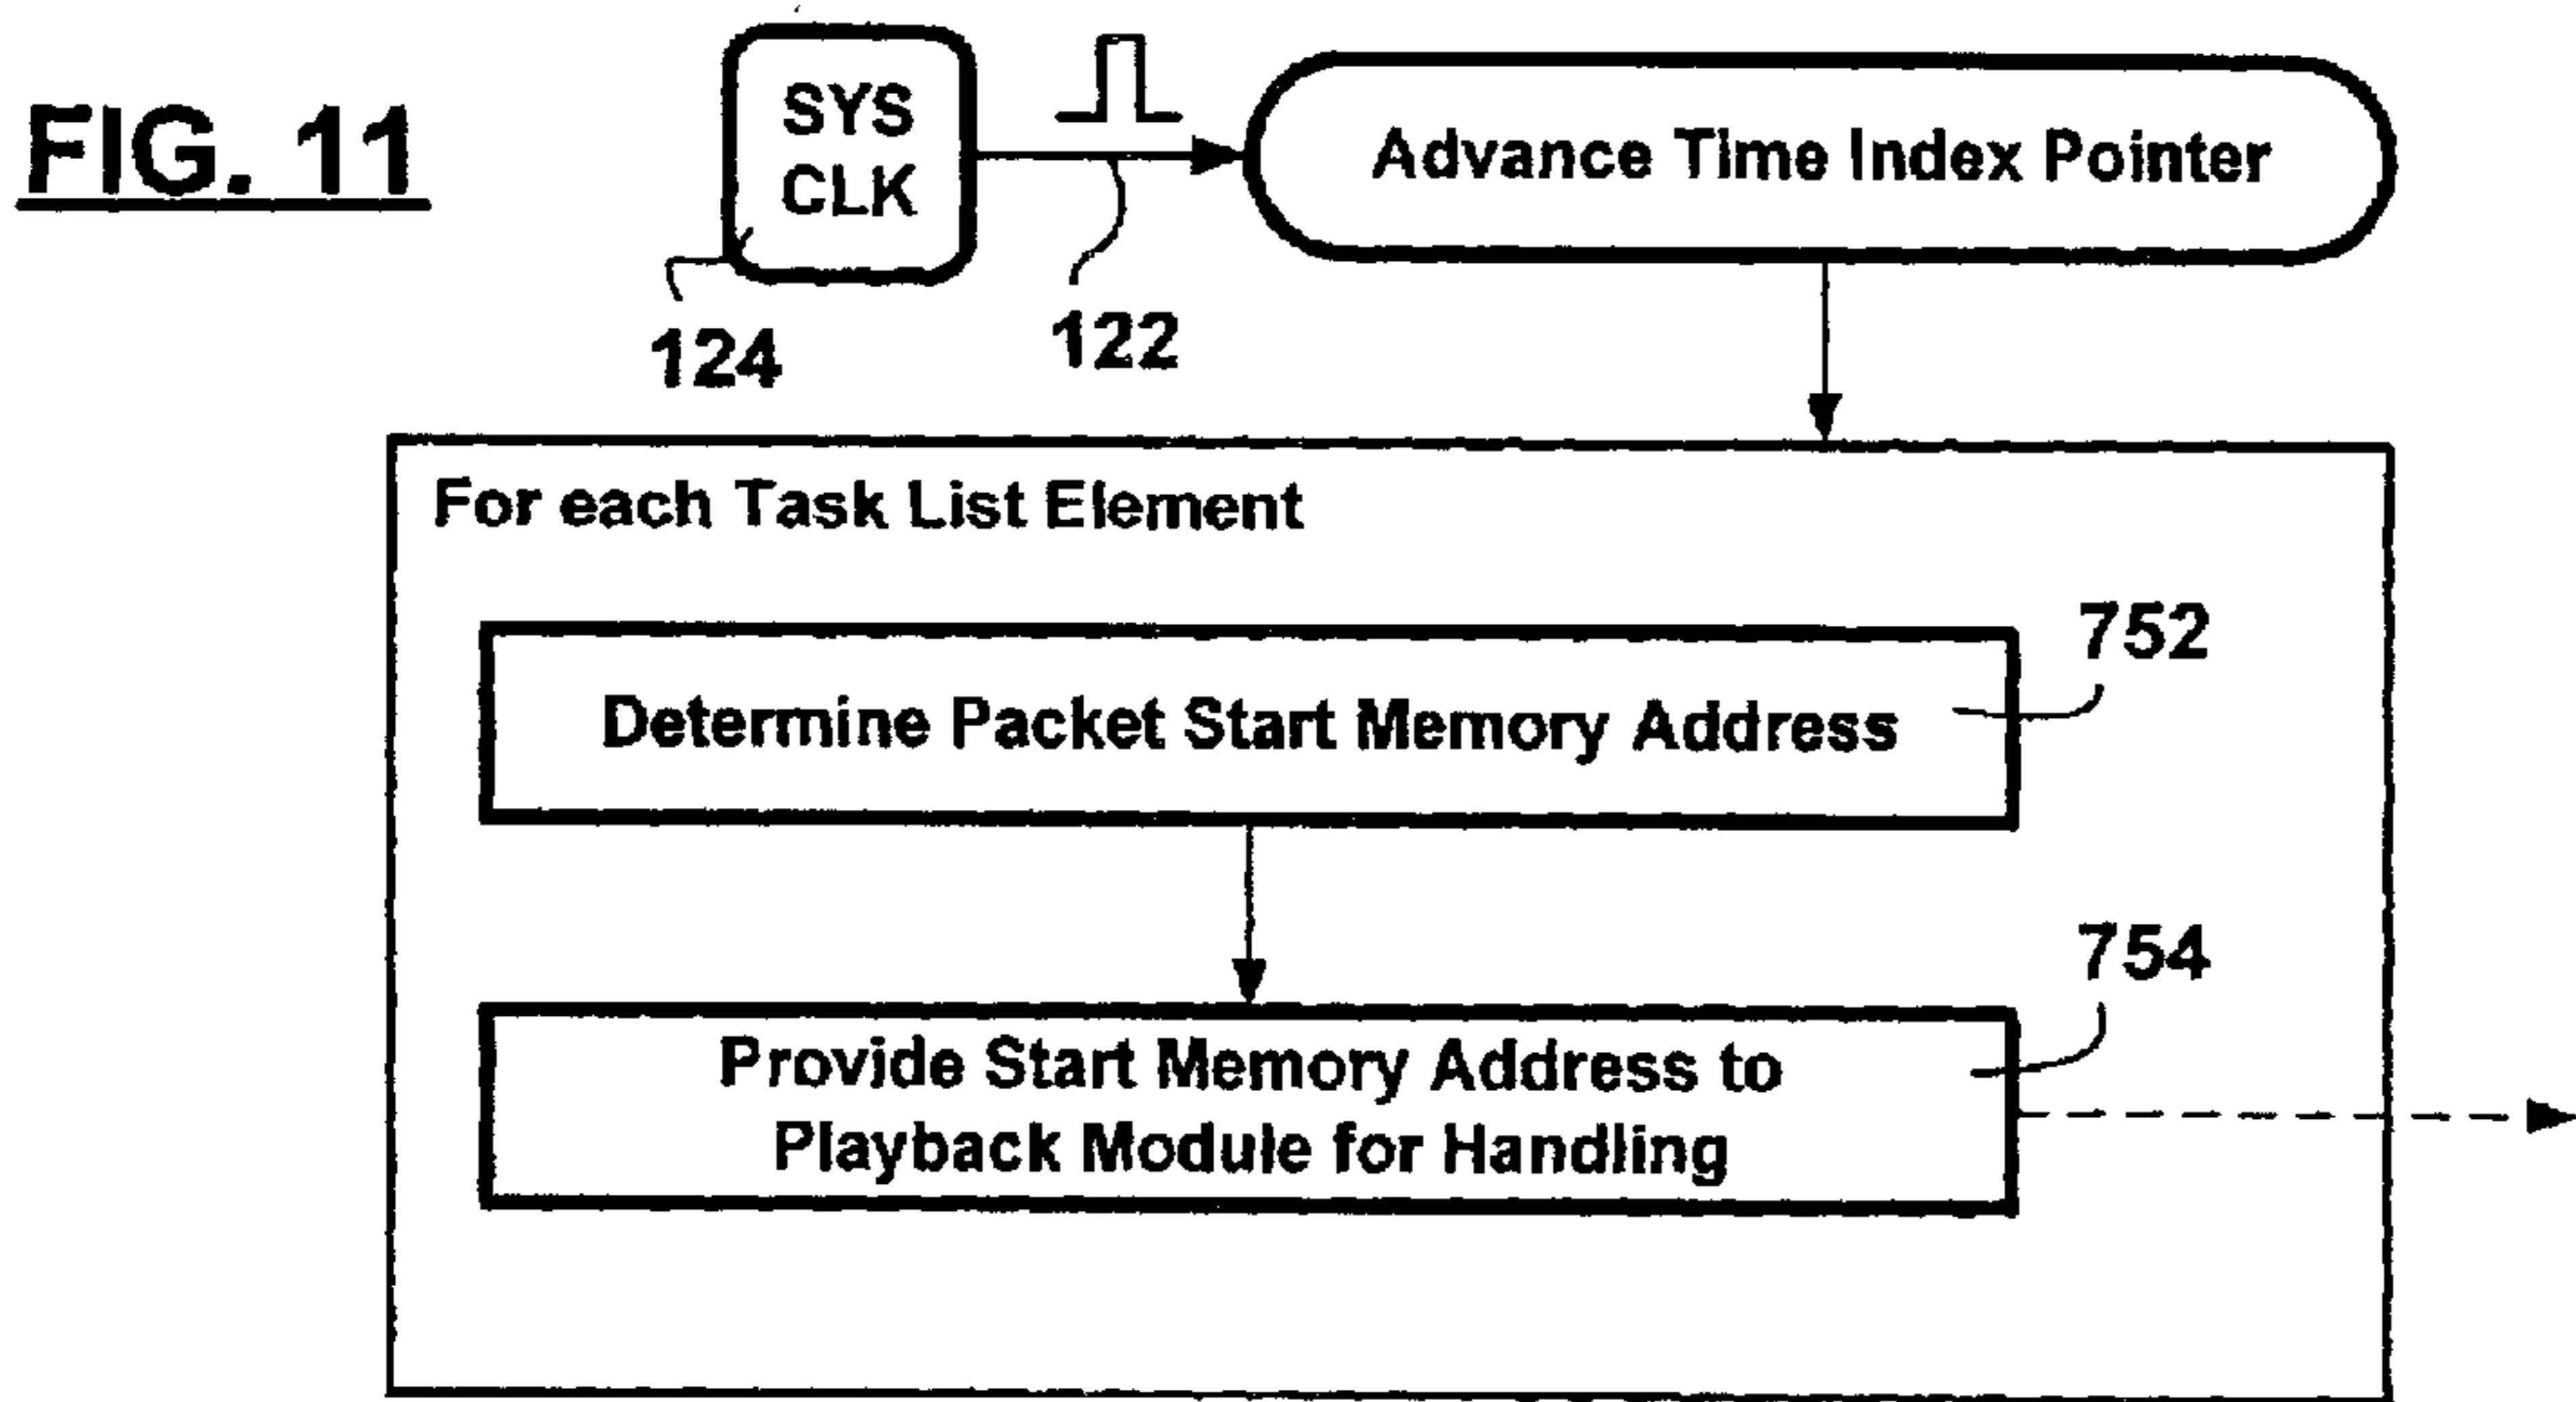 FIG. 11
SYS
CLK
Advance Time Index Pointer
124
122
For each Task List Element
752
Determine Packet Start Memory Address
754
Provide Start Memory Address to
Playback Module for Handling